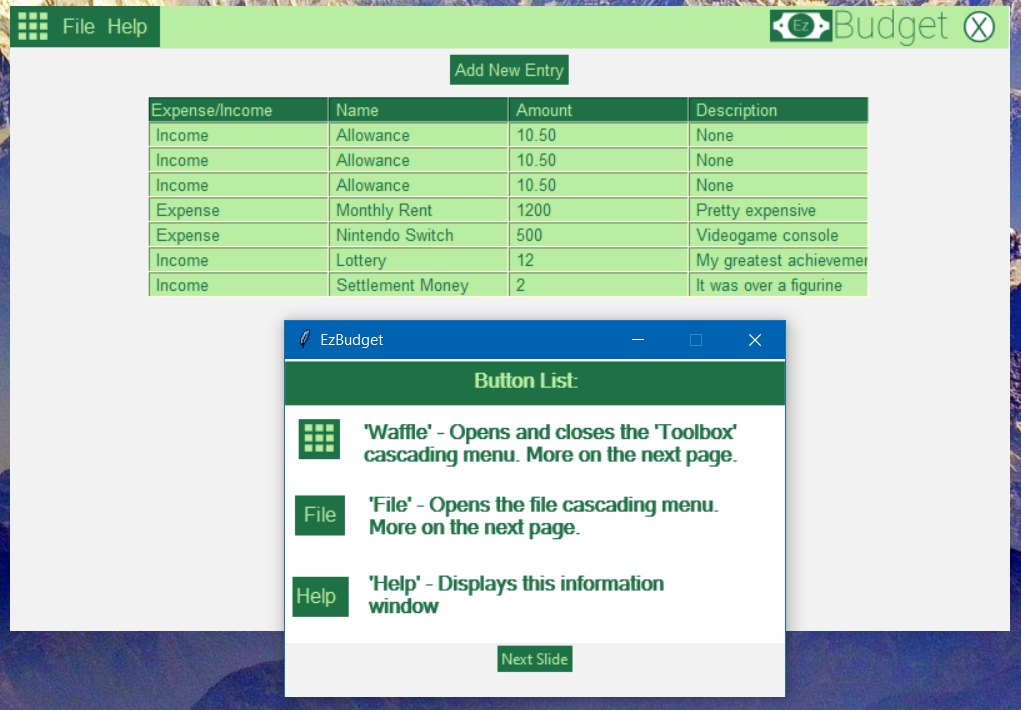 File Help
Ez Budget X
Add New Entry
Expense/Income Name Amount Description
Income Allowance 10.50 None
Income Allowance 10.50 None
Income Allowance 10.50 None
Expense Monthly Rent 1200 Pretty expensive
Expense Nintendo Switch 500 Videogame console
Income Lottery 12 My greatest achievemen
Income Settlement Money 2 It was over a figurine
EzBudget
Button List:
'Waffle' - Opens and closes the 'Toolbox'
cascading menu. More on the next page.
File
'File' - Opens the file cascading menu.
More on the next page.
Help
'Help' - Displays this information
window
Next Slide